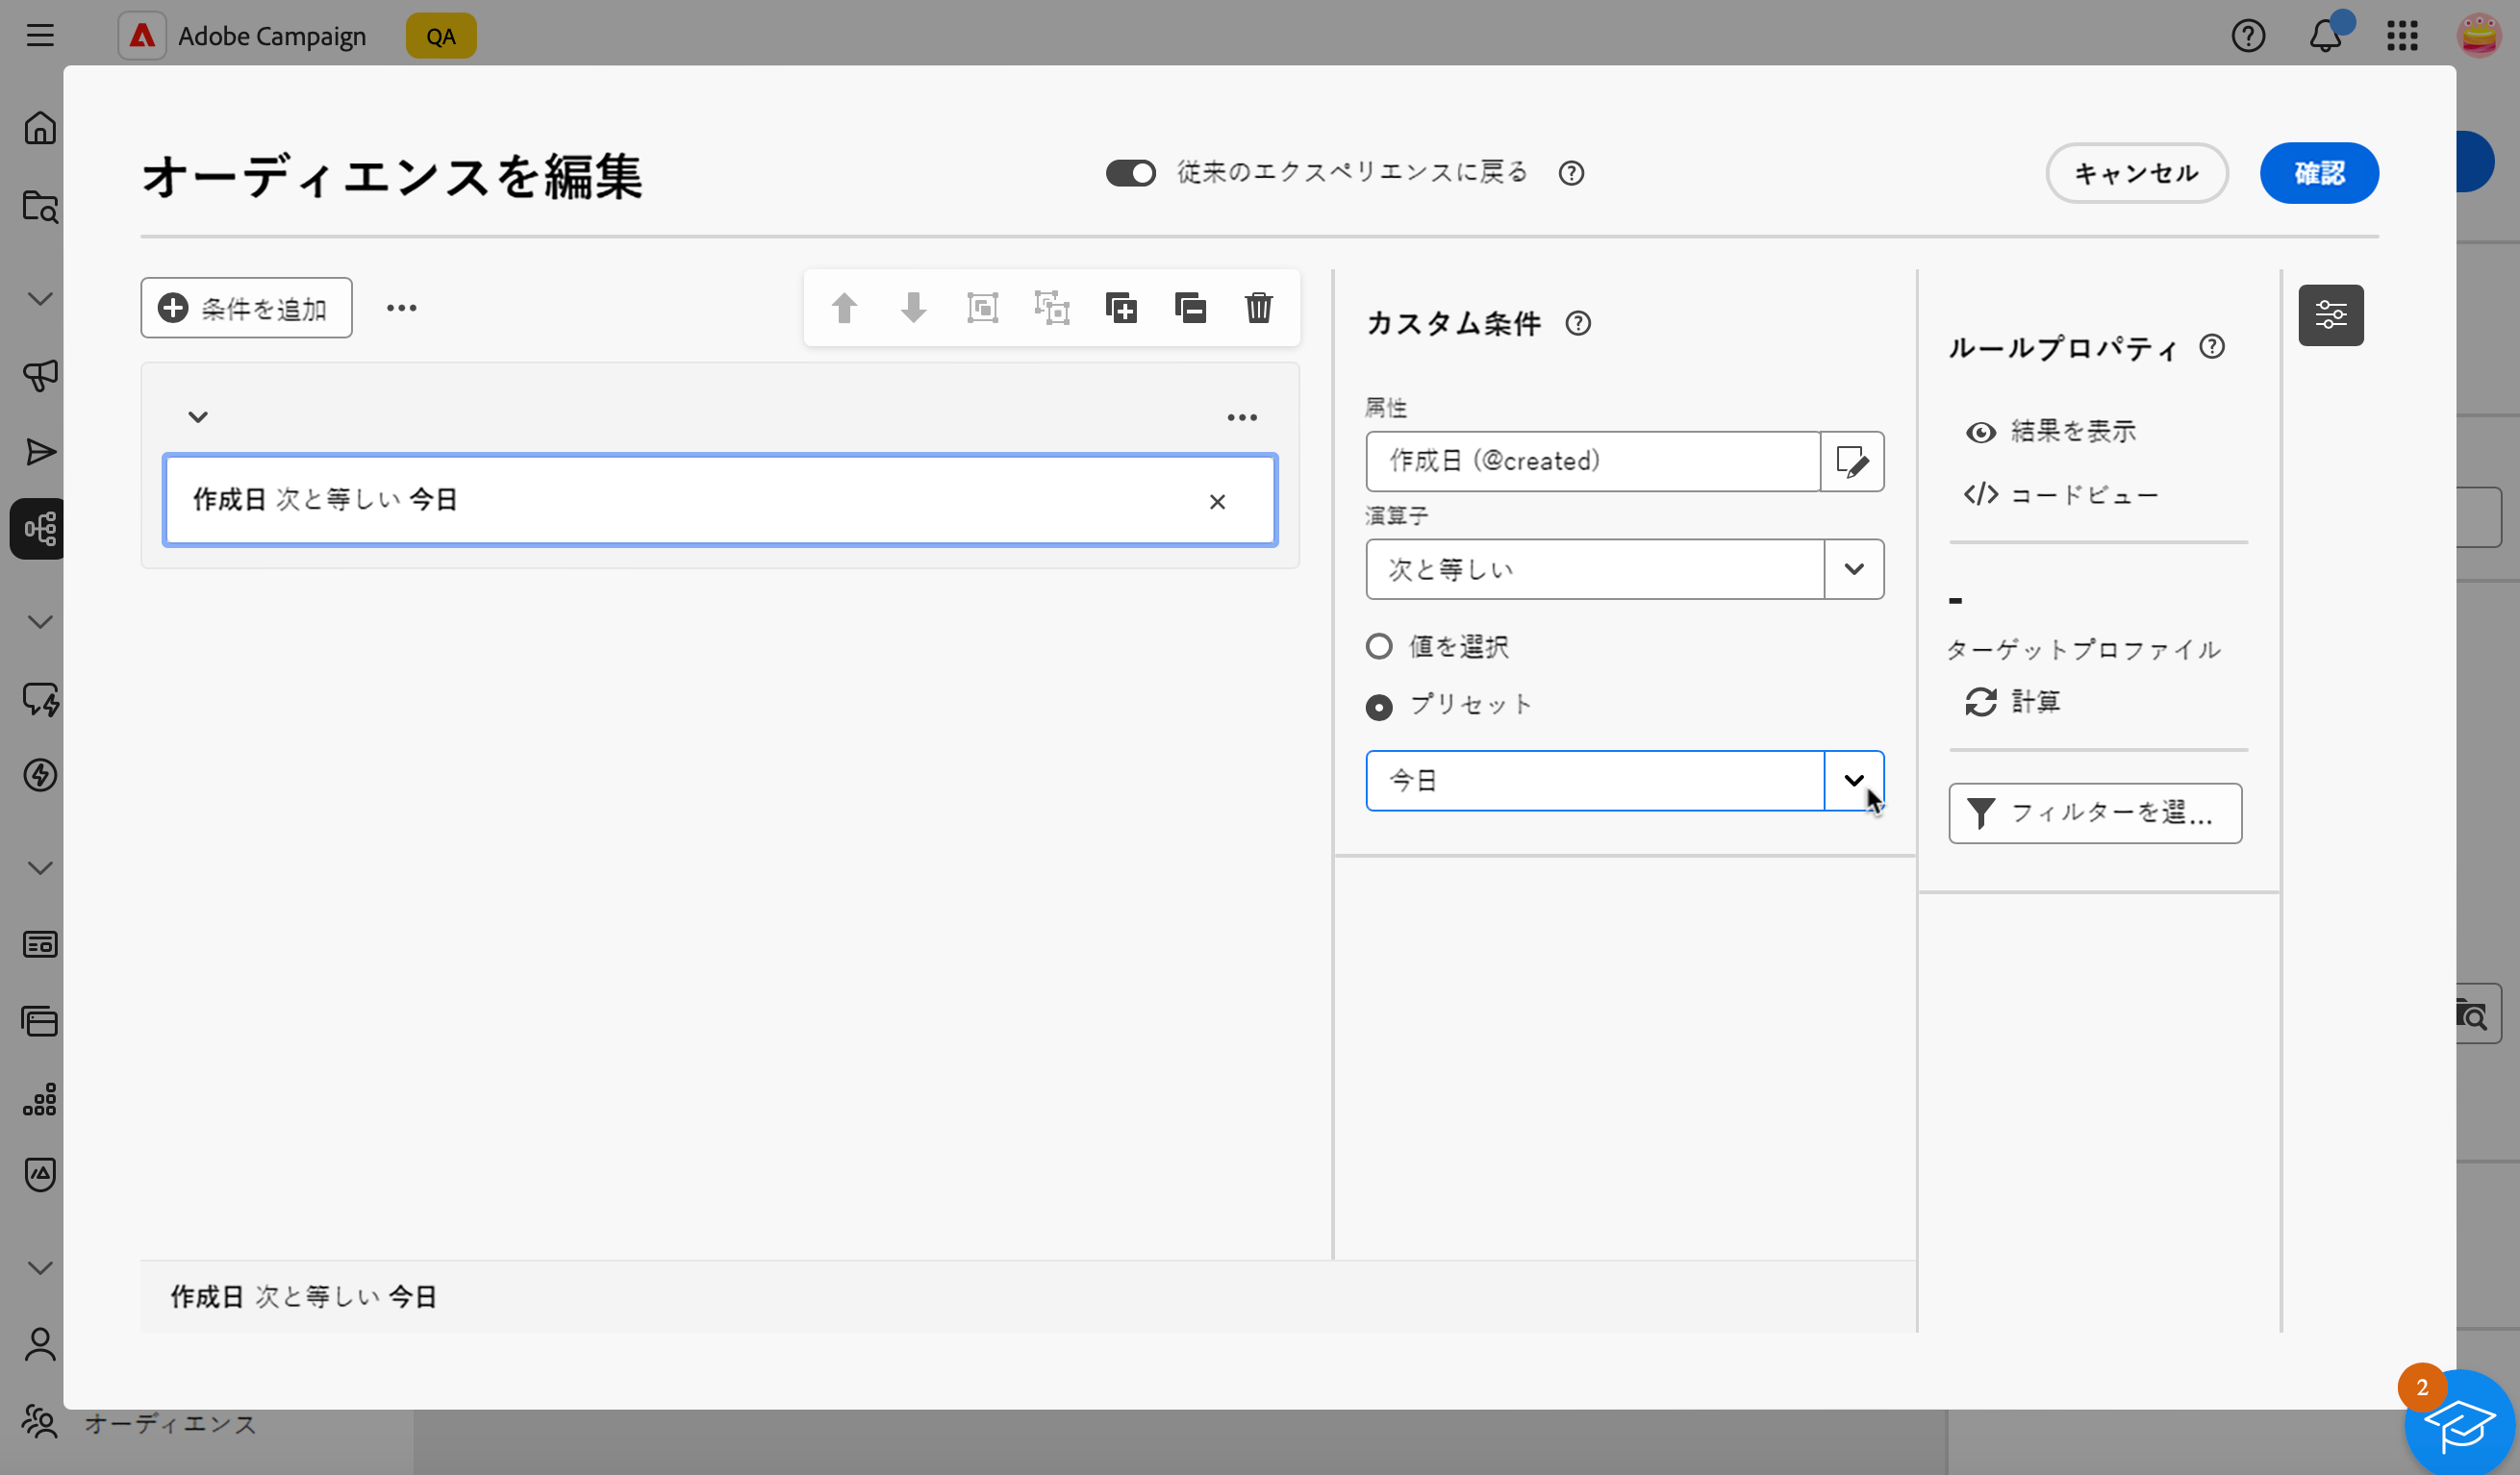 Adobe Campaign
QA
オーディエンスを編集
従来のエクスペリエンスに戻る
キャンセル
確認
条件を追加
作成日 次と等しい 今日
カスタム条件
属性
作成日 (@created)
演算子
次と等しい
値を選択
プリセット
今日
ルールプロパティ
結果を表示
コードビュー
-
ターゲットプロファイル
計算
フィルターを選...
作成日 次と等しい 今日
2
オーディエンス